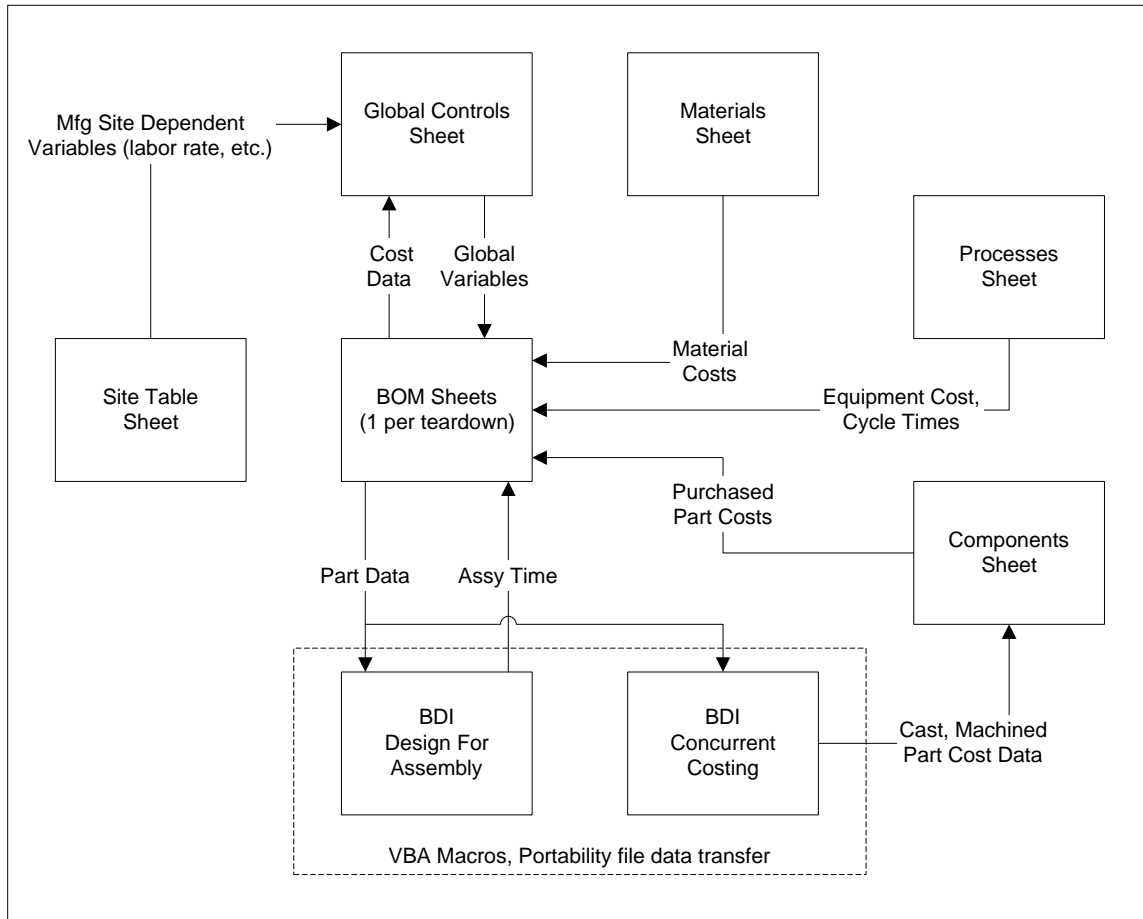 Global Controls
Sheet
Materials
Sheet
Mfg Site Dependent
Variables (labor rate, etc.)
Cost
Data
Global
Variables
Processes
Sheet
Site Table
Sheet
BOM Sheets
(1 per teardown)
Material
Costs
Equipment Cost,
Cycle Times
Purchased
Part Costs
Components
Sheet
Part Data
Assy Time
BDI
Design For
Assembly
BDI
Concurrent
Costing
Cast, Machined
Part Cost Data
VBA Macros, Portability file data transfer